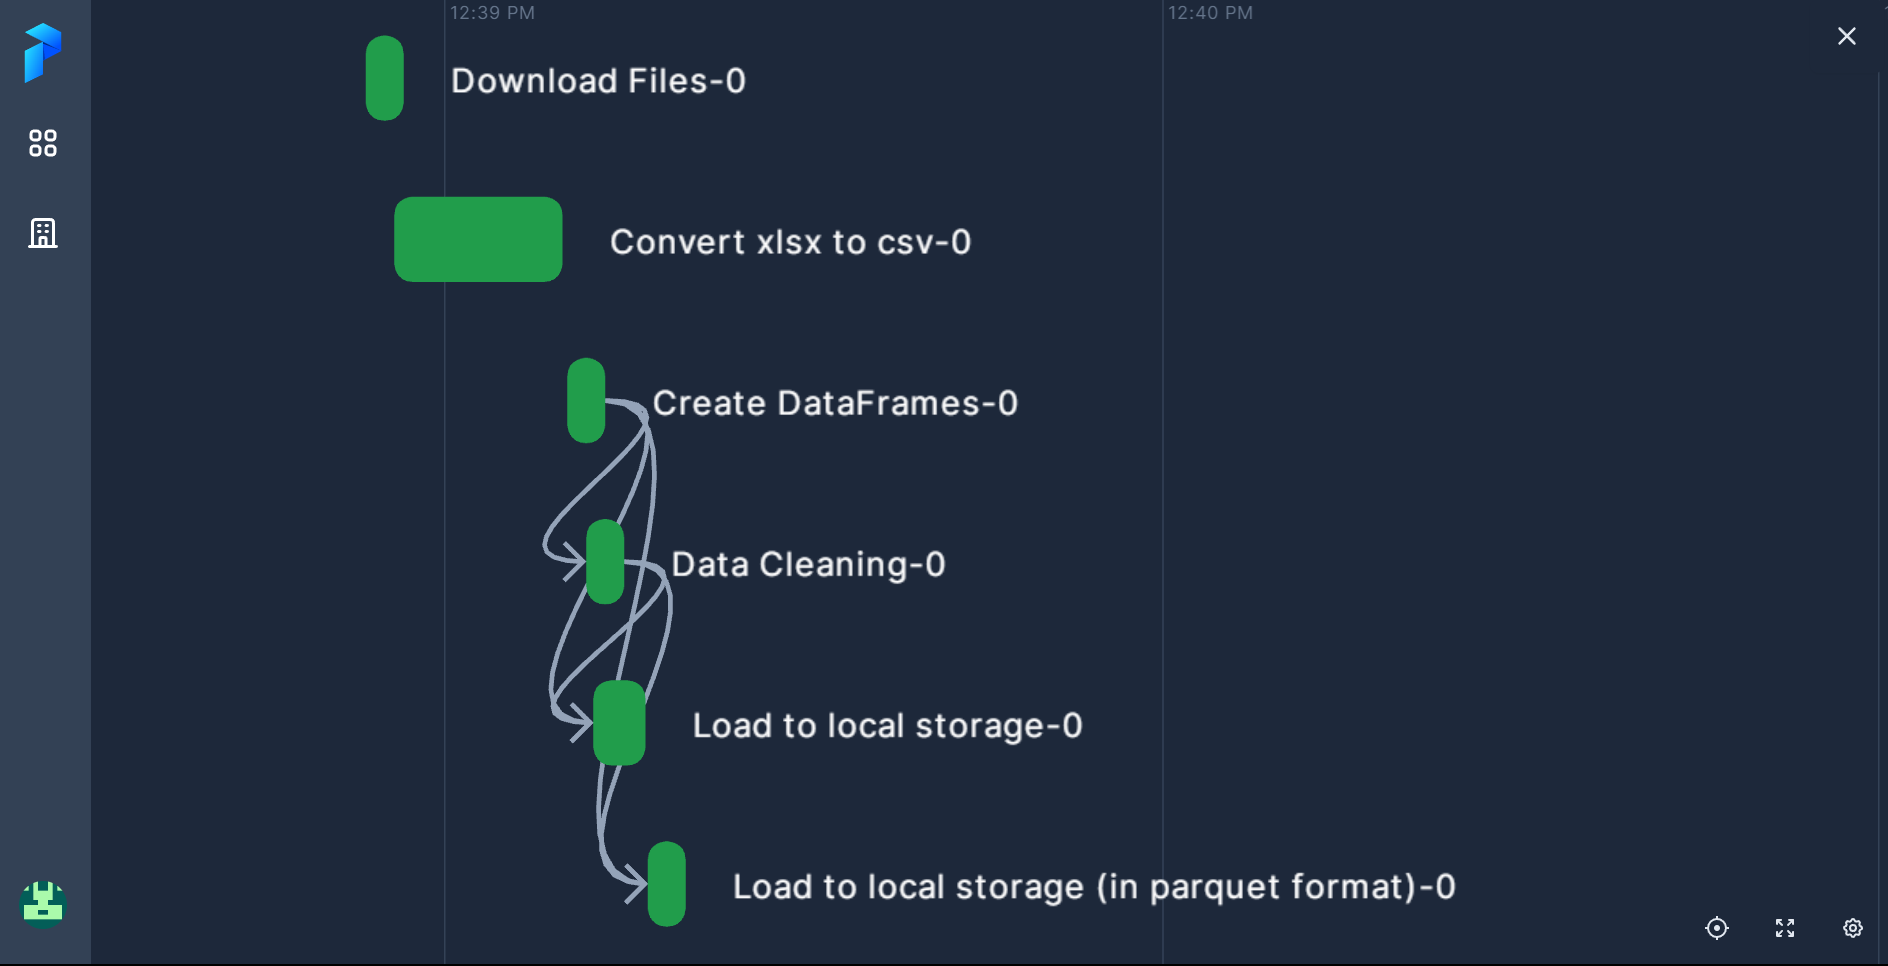 12:39 PM
12:40 PM
Download Files-0
Convert xlsx to csv-0
Create DataFrames-0
Data Cleaning-0
Load to local storage-0
Load to local storage (in parquet format)-0